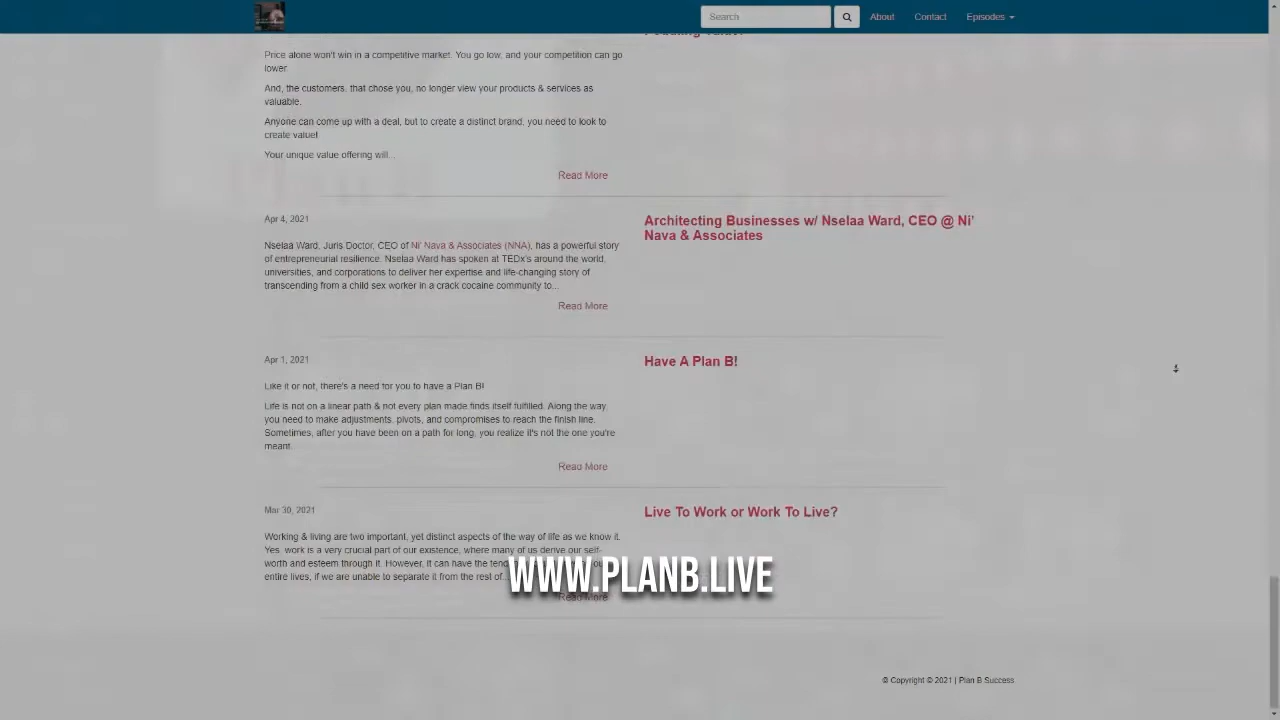 Search
About
Contact
Episodes
Price alone won't win in a competitive market. You go low, and your competition can go
lower.
And, the customers. that chose you, no longer view your products & services as
valuable.
Anyone can come up with a deal, but to create a distinct brand, you need to look to
create value!
Your unique value offering will...
Read More
Apr 4, 2021
Architecting Businesses w/ Nselaa Ward, CEO @ Ni'
Nava & Associates
Nselaa Ward, Juris Doctor, CEO of Ni' Nava & Associates (NNA), has a powerful story
of entrepreneurial resilience. Nselaa Ward has spoken at TEDx's around the world,
universities, and corporations to deliver her expertise and life-changing story of
transcending from a child sex worker in a crack cocaine community to...
Read More
Apr 1, 2021
Have A Plan B!
Like it or not, there's a need for you to have a Plan B!
Life is not on a linear path & not every plan made finds itself fulfilled. Along the way,
you need to make adjustments, pivots, and compromises to reach the finish line.
Sometimes, after you have been on a path for long, you realize it's not the one you're
meant...
Read More
Mar 30, 2021
Live To Work or Work To Live?
Working & living are two important, yet distinct aspects of the way of life as we know it.
Yes, work is a very crucial part of our existence, where many of us derive our self-
worth and esteem through it. However, it can have the
entire lives, if we are unable to separate it from the rest of
WWW.PLANB.LIVE
Read More
© Copyright © 2021 | Plan B Success